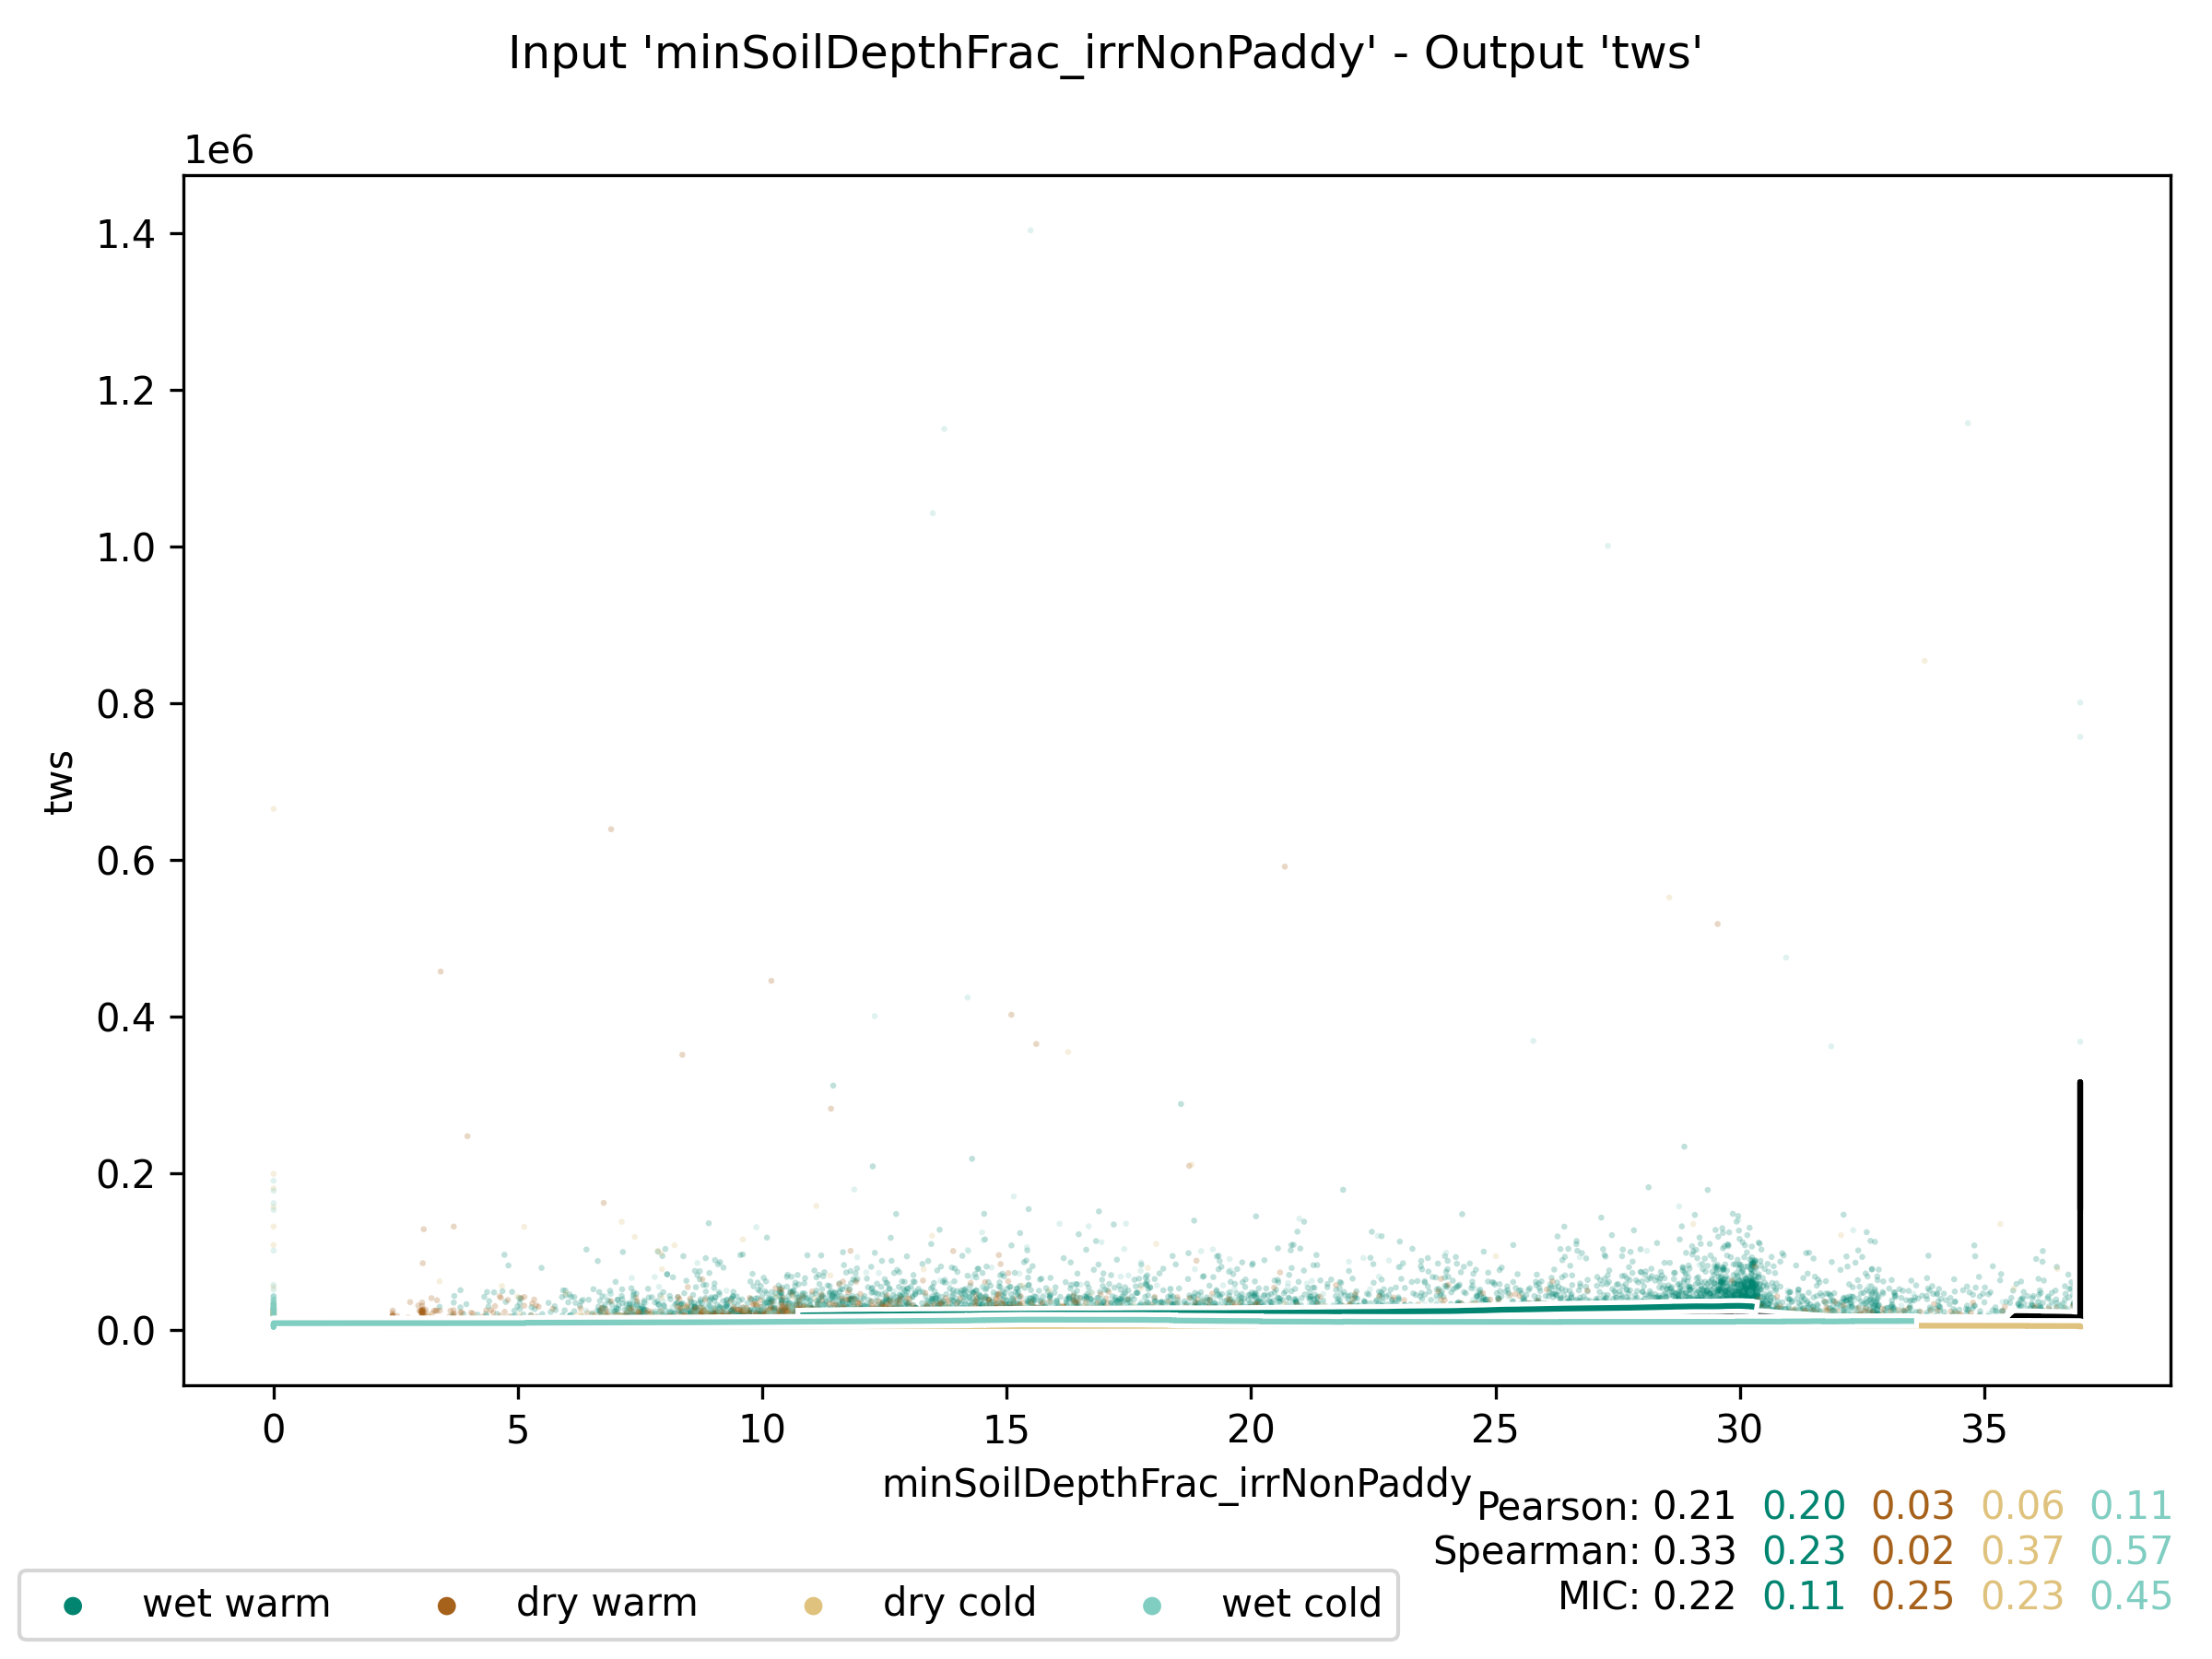 Input 'minSoilDepthFrac_irrNonPaddy' - Output 'tws'
1e6
1.4
1.2
1.0
0.8
0.6
0.4
0.2
0.0
tws
0 5 10 15 20 25 30 35
minSoilDepthFrac_irrNonPaddy
Pearson: 0.21 0.20 0.03 0.06 0.11
Spearman: 0.33 0.23 0.02 0.37 0.57
MIC: 0.22 0.11 0.25 0.23 0.45
wet warm dry warm dry cold wet cold